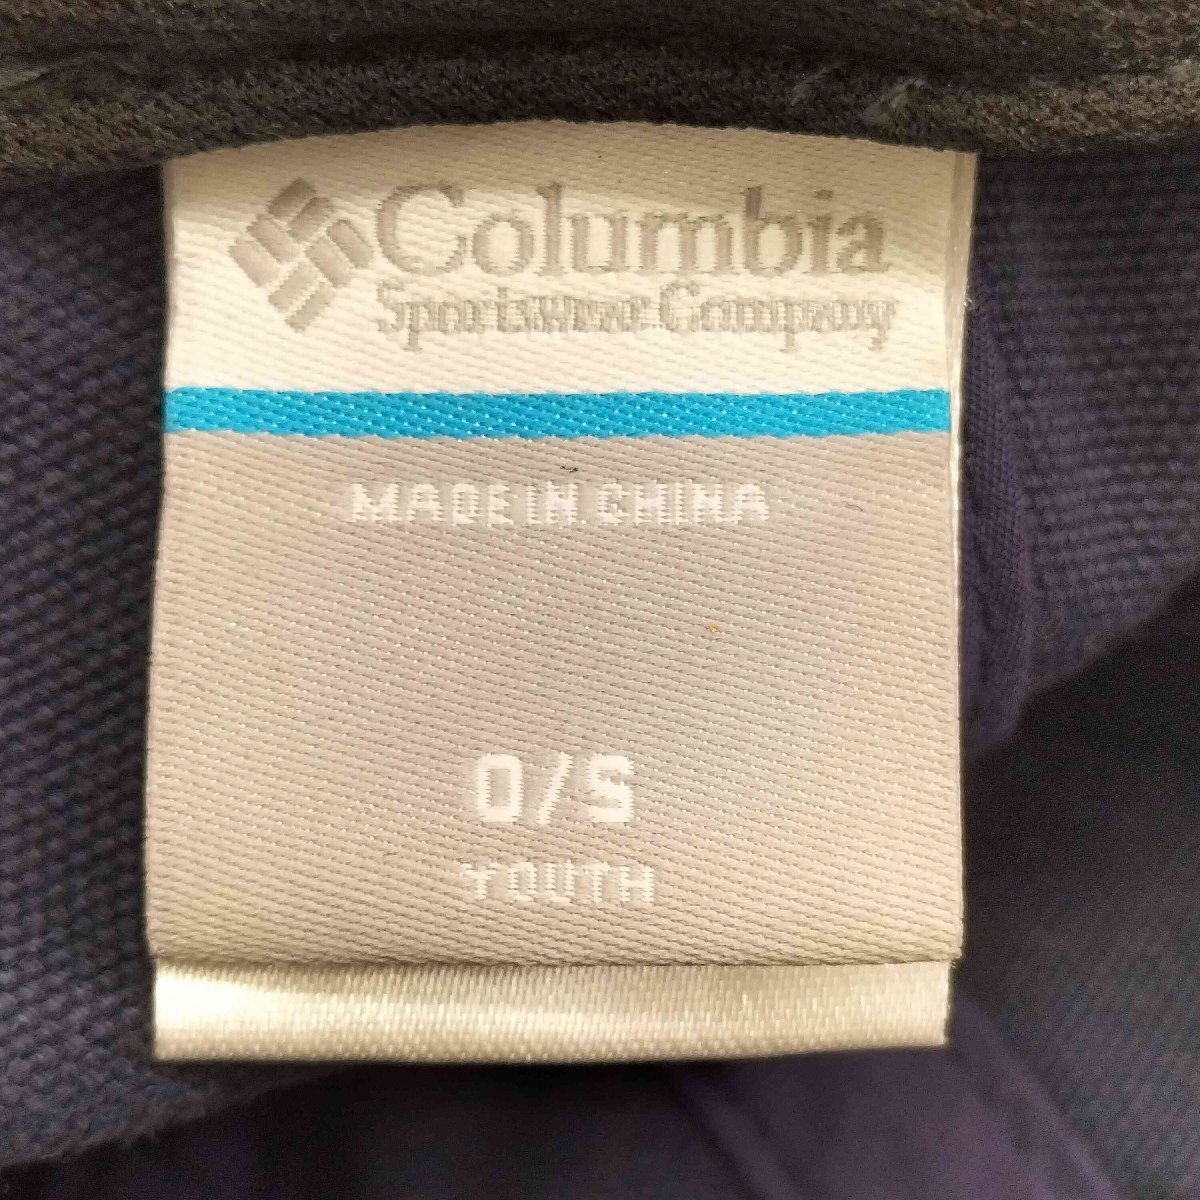 Columbia
Sportswear Company
MADE IN CHINA
O/S
YOUTH